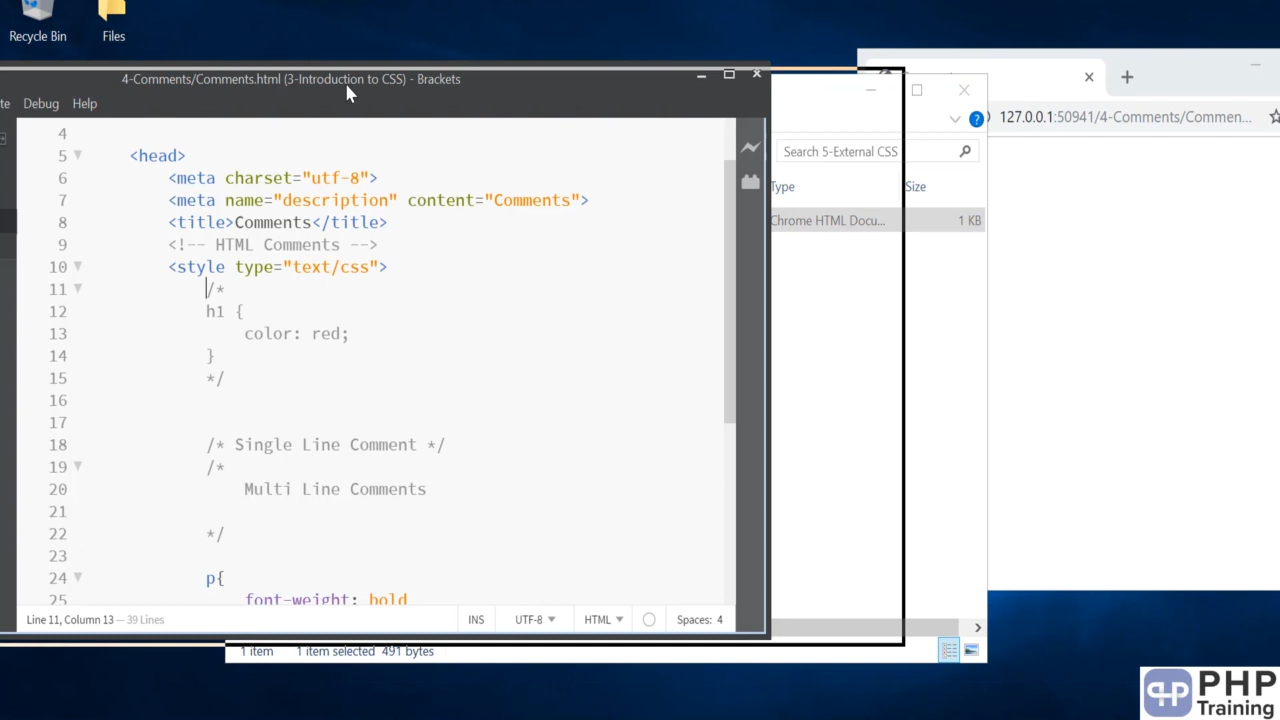 Recycle Bin
Files
4-Comments/Comments.html (3-Introduction to CSS) - Brackets
Debug Help
127.0.0.1:50941/4-Comments/Commen...
Search 5-External CSS
Type
Size
Chrome HTML Docu...
1 KB
4
5 <head>
6 <meta charset="utf-8">
7 <meta name="description" content="Comments">
8 <title>Comments</title>
9 <!-- HTML Comments -->
10 <style type="text/css">
11 /*
12 h1 {
13 color: red;
14 }
15 */
16
17
18 /* Single Line Comment */
19 /*
20 Multi Line Comments
21
22 */
23
24 p{
25 font-weight: bold
Line 11, Column 13 — 39 Lines
INS
UTF-8
HTML
Spaces: 4
1 item 1 item selected 491 bytes
PHP
Training